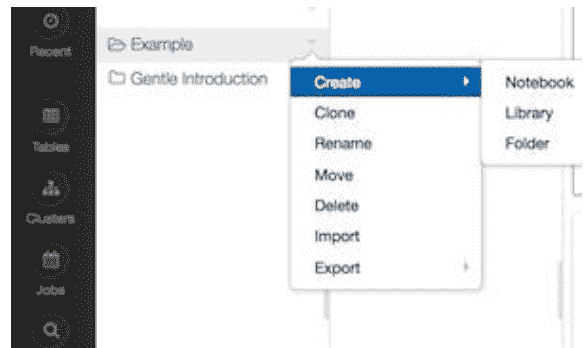 Recent
Tables
Clusters
Jobs
Example
Gentle Introduction
Create
Clone
Rename
Move
Delete
Import
Export
Notebook
Library
Folder